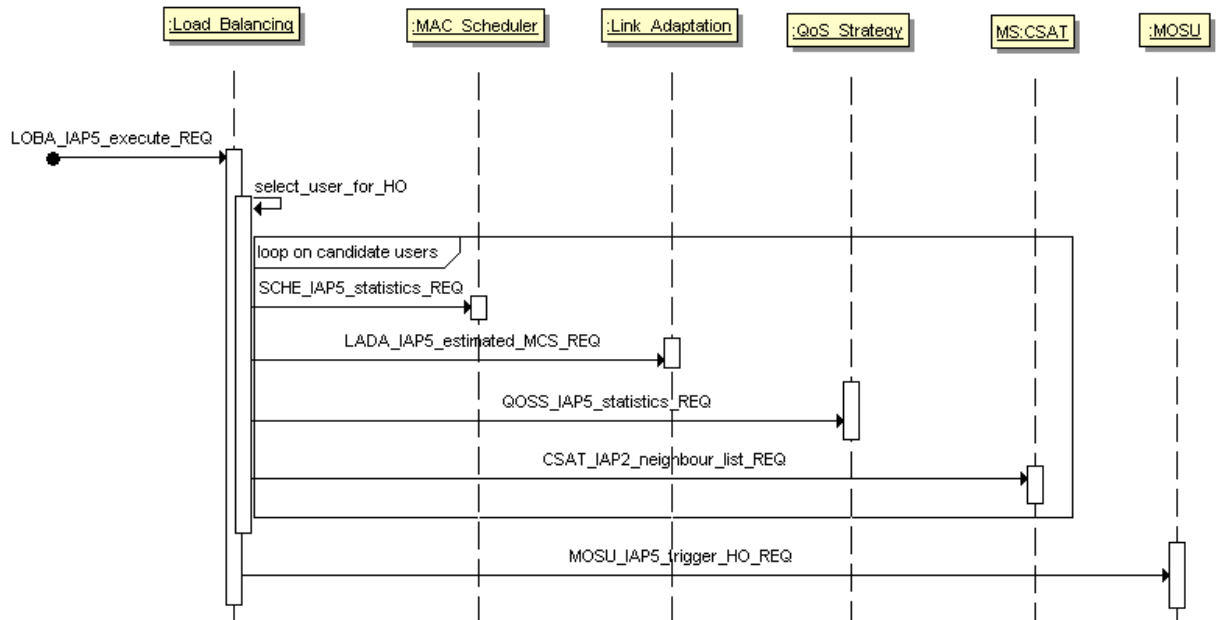 :Load_Balancing
:MAC_Scheduler
:Link_Adaptation
:QoS_Strategy
MS:CSAT
:MOSU
LOBA_IAP5_execute_REQ
select_user_for_HO
loop on candidate users
SCHE_IAP5_statistics_REQ
LADA_IAP5_estimated_MCS_REQ
QOSS_IAP5_statistics_REQ
CSAT_IAP2_neighbour_list_REQ
MOSU_IAP5_trigger_HO_REQ